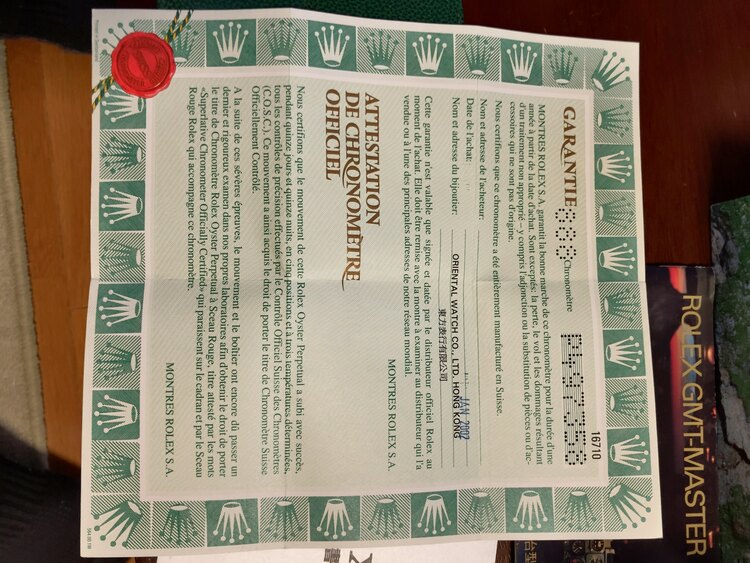 16710
GARANTIE
Chronomètre
MONTRES ROLEX S.A. garantit la bonne marche de ce chronomètre pour la durée d'une
année à partir de la date d'achat. Sont exceptés: la perte, le vol et les dommages résultant
d'un traitement non approprié – y compris l'adjonction ou la substitution de pièces ou d'ac-
cessoires qui ne sont pas d'origine.
Nous certifions que ce chronomètre a été entièrement manufacturé en Suisse.
Nom et adresse de l'acheteur:
Date de l'achat:
JAN 2002
Nom et adresse du bijoutier:
ORIENTAL WATCH CO., LTD. HONG KONG
東方表行有限公司
Cette garantie n'est valable que signée et datée par le distributeur officiel Rolex au
moment de l'achat. Elle doit être remise avec la montre à examiner au distributeur qui l'a
vendue ou à l'une des principales adresses de notre réseau mondial.
MONTRES ROLEX S.A.
ATTESTATION
DE CHRONOMÈTRE
OFFICIEL
Nous certifions que le mouvement de cette Rolex Oyster Perpetual a subi avec succès,
pendant quinze jours et quinze nuits, en cinq positions et à trois températures déterminées,
tous les contrôles de précision effectués par le Contrôle Officiel Suisse des Chronomètres
(C.O.S.C.). Ce mouvement a ainsi acquis le droit de porter le titre de Chronomètre Suisse
Officiellement Contrôlé.
A la suite de ces sévères épreuves, le mouvement et le boîtier ont encore dû passer un
dernier et rigoureux examen dans nos propres laboratoires afin d'obtenir le droit de porter
le titre de Chronomètre Rolex Oyster Perpetual à Sceau Rouge, titre attesté par les mots
«Superlative Chronometer Officially Certified» qui paraissent sur le cadran et par le Sceau
Rouge Rolex qui accompagne ce chronomètre.
MONTRES ROLEX S.A.
ROLEX GMT-MASTER